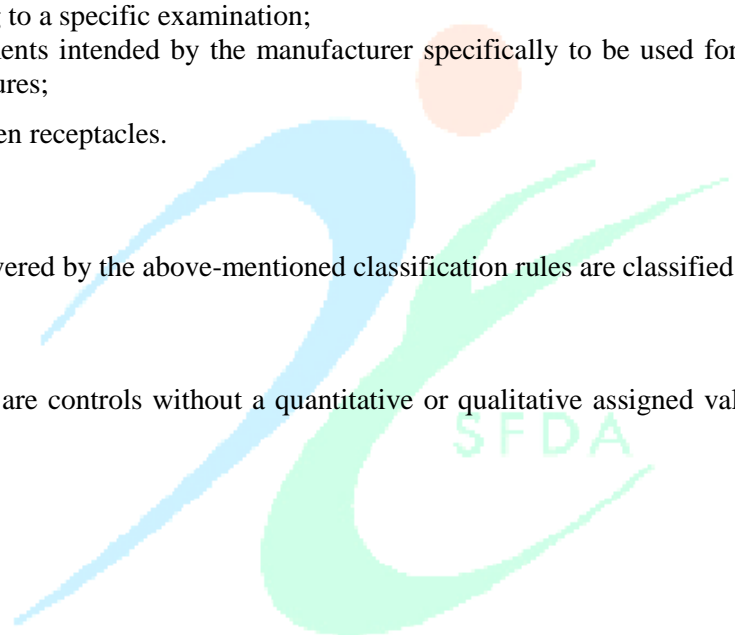 to a specific examination;
ents intended by the manufacturer specifically to be used for
ures;
en receptacles.
vered by the above-mentioned classification rules are classified
are controls without a quantitative or qualitative assigned
SFDA